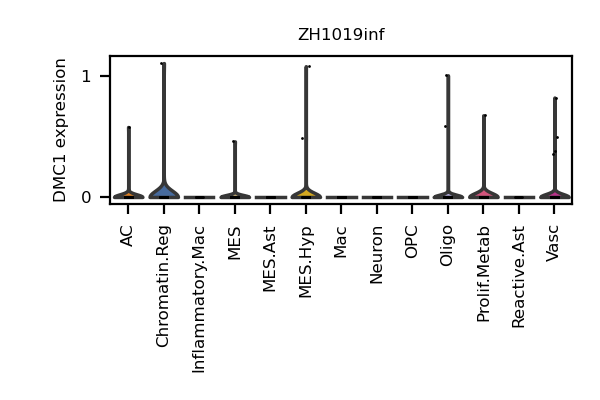 ZH1019inf
DMC1 expression
1
0
AC
Chromatin.Reg
Inflammatory.Mac
MES
MES.Ast
MES.Hyp
Mac
Neuron
OPC
Oligo
Prolif.Metab
Reactive.Ast
Vasc